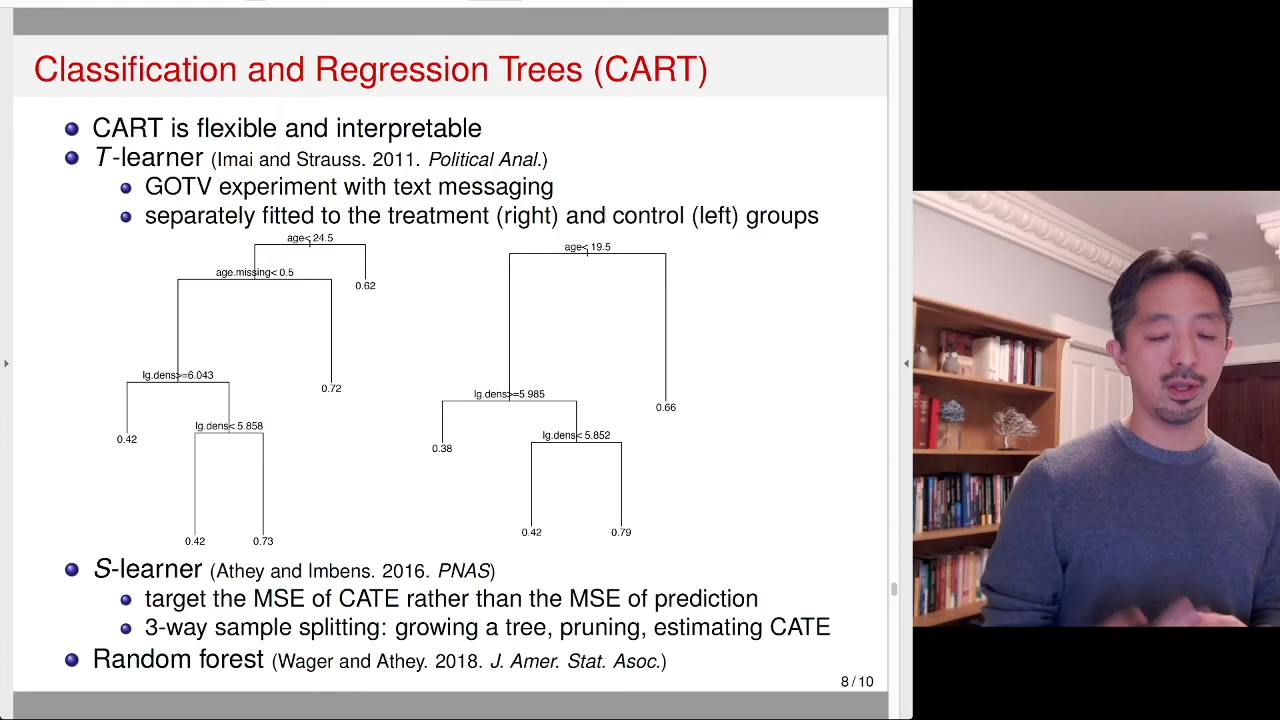 Classification and Regression Trees (CART)
CART is flexible and interpretable
T-learner (Imai and Strauss. 2011. Political Anal.)
GOTV experiment with text messaging
separately fitted to the treatment (right) and control (left) groups
age< 24.5
age.missing< 0.5
0.62
lg.dens>=6.043
0.72
0.42
lg.dens< 5.858
0.42
0.73
age< 19.5
lg.dens>=5.985
0.66
0.38
lg.dens< 5.852
0.42
0.79
S-learner (Athey and Imbens. 2016. PNAS)
target the MSE of CATE rather than the MSE of prediction
3-way sample splitting: growing a tree, pruning, estimating CATE
Random forest (Wager and Athey. 2018. J. Amer. Stat. Asoc.)
8 / 10